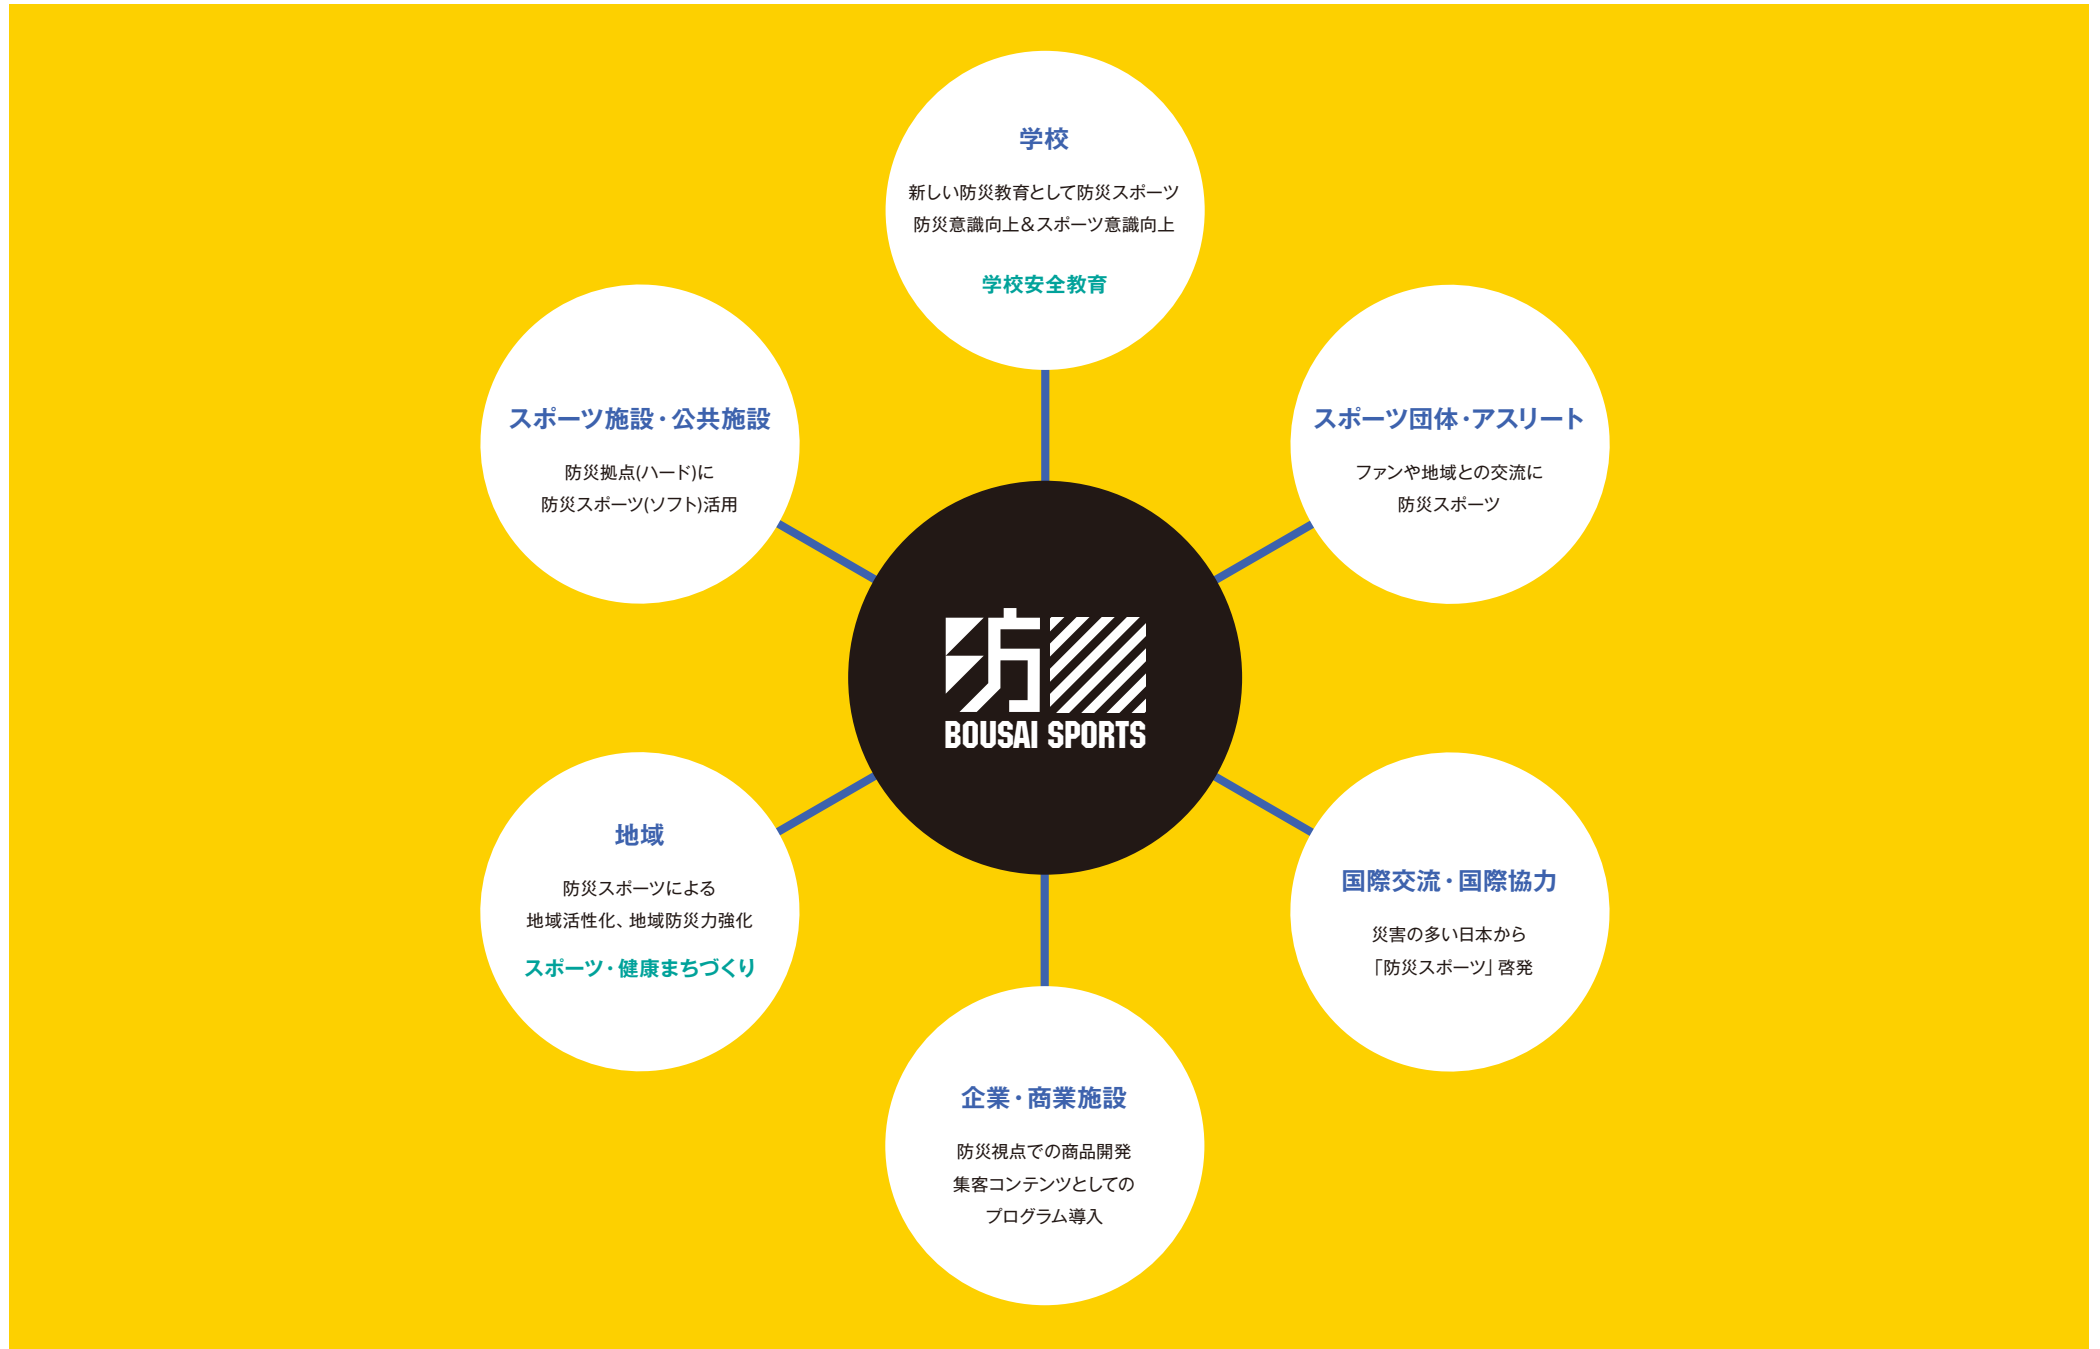 学校
新しい防災教育として防災スポーツ
防災意識向上&スポーツ意識向上
学校安全教育
スポーツ施設・公共施設
防災拠点(ハード)に
防災スポーツ(ソフト)活用
スポーツ団体・アスリート
ファンや地域との交流に
防災スポーツ
防
BOUSAI SPORTS
地域
防災スポーツによる
地域活性化、地域防災力強化
スポーツ・健康まちづくり
国際交流・国際協力
災害の多い日本から
「防災スポーツ」啓発
企業・商業施設
防災視点での商品開発
集客コンテンツとしての
プログラム導入